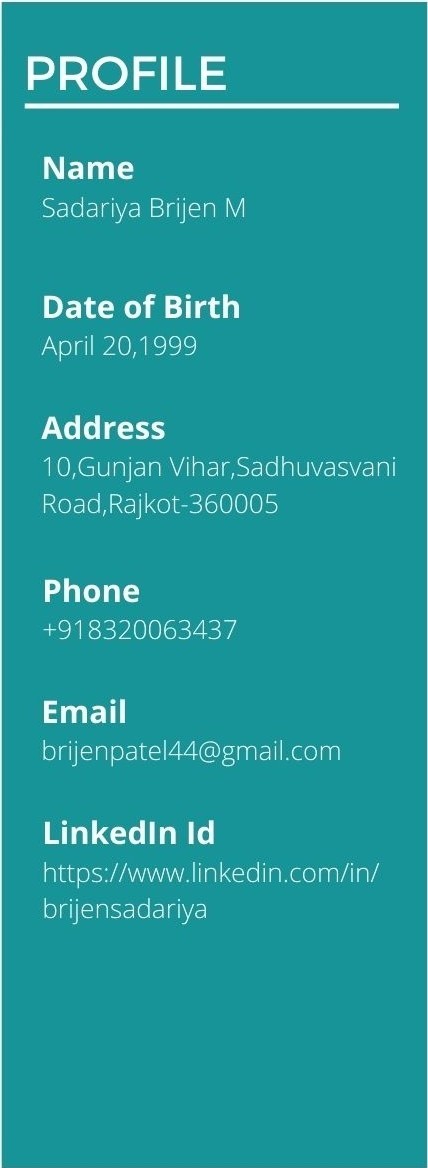 PROFILE
Name
Sadariya Brijen M
Date of Birth
April 20,1999
Address
10,Gunjan Vihar,Sadhuvasvani
Road,Rajkot-360005
Phone
+918320063437
Email
brijenpatel44@gmail.com
LinkedIn Id
https://www.linkedin.com/in/
brijensadariya